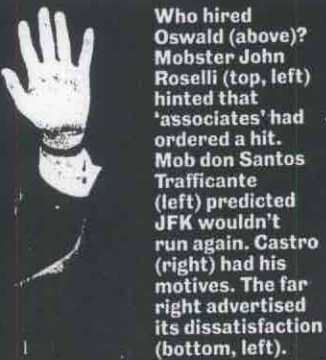 Who hired
Oswald (above)?
Mobster John
Roselli (top, left)
hinted that
'associates' had
ordered a hit.
Mob don Santos
Trafficante
(left) predicted
JFK wouldn't
run again. Castro
(right) had his
motives. The far
right advertised
its dissatisfaction
(bottom, left).